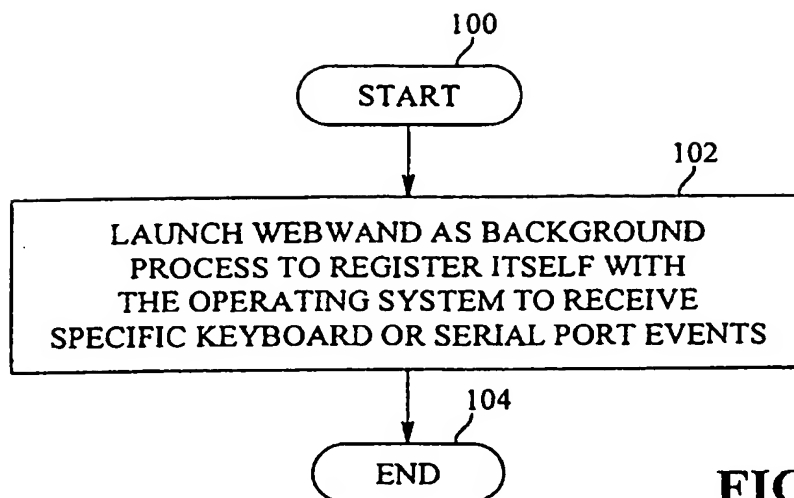 100
START
102
LAUNCH WEBWAND AS BACKGROUND
PROCESS TO REGISTER ITSELF WITH
THE OPERATING SYSTEM TO RECEIVE
SPECIFIC KEYBOARD OR SERIAL PORT EVENTS
104
END